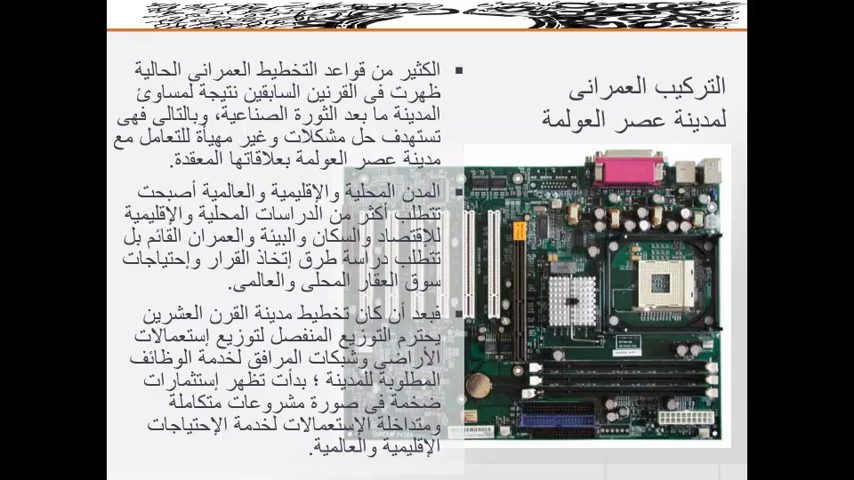 التركيب العمرانى
لمدينة عصر العولمة
الكثير من قواعد التخطيط العمرانى الحالية
ظهرت فى القرنين السابقين نتيجة لمساوئ
المدينة ما بعد الثورة الصناعية، وبالتالى فهى
تستهدف حل مشكلات وغير مهيأة للتعامل مع
مدينة عصر العولمة بعلاقاتها المعقدة.
المدن المحلية والإقليمية والعالمية أصبحت
تتطلب أكثر من الدراسات المحلية والإقليمية
للإقتصاد والسكان والبيئة والعمران القائم بل
تتطلب دراسة طرق إتخاذ القرار وإحتياجات
سوق العقار المحلى والعالمى.
فبعد أن كان تخطيط مدينة القرن العشرين
يحترم التوزيع المنفصل لتوزيع إستعمالات
الأراضى وشبكات المرافق لخدمة الوظائف
المطلوبة للمدينة ؛ بدأت تظهر إستثمارات
ضخمة فى صورة مشروعات متكاملة
ومتداخلة الإستعمالات لخدمة الإحتياجات
الإقليمية والعالمية.